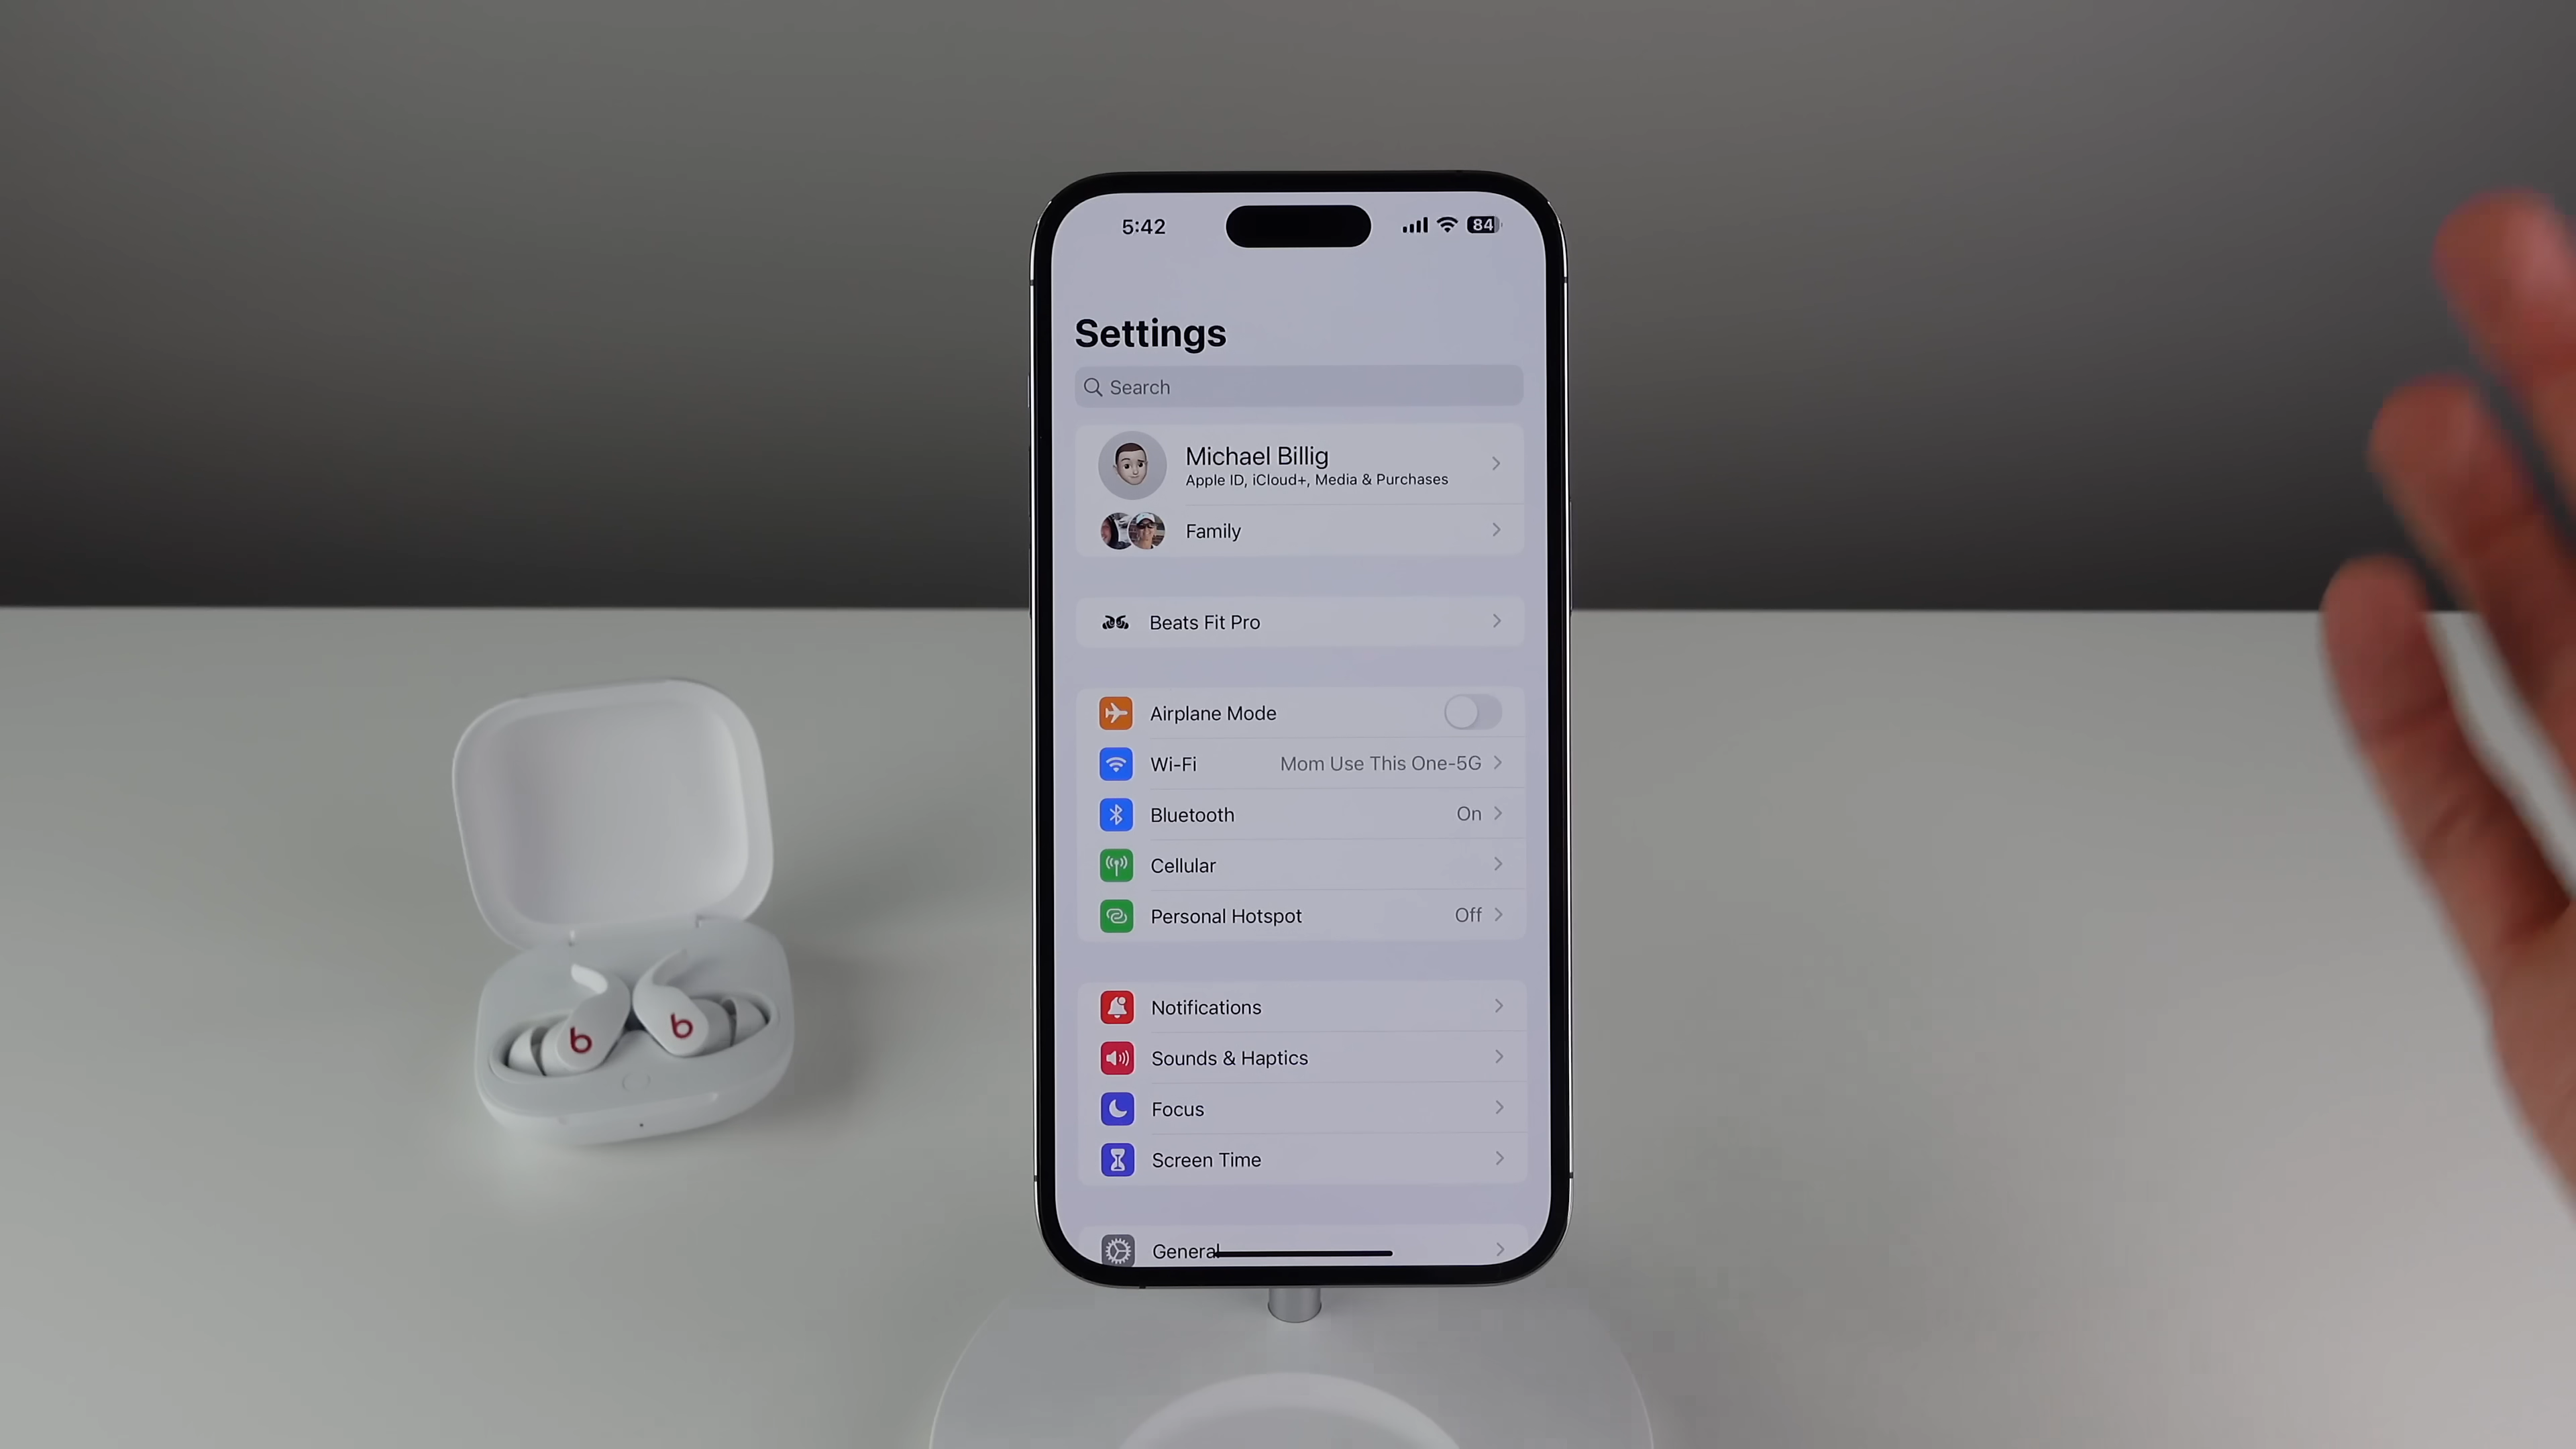 5:42
84
Settings
Search
Michael Billig
Apple ID, iCloud+, Media & Purchases
Family
Beats Fit Pro
Airplane Mode
Wi-Fi Mom Use This One-5G
Bluetooth On
Cellular
Personal Hotspot Off
Notifications
Sounds & Haptics
Focus
Screen Time
General
b b